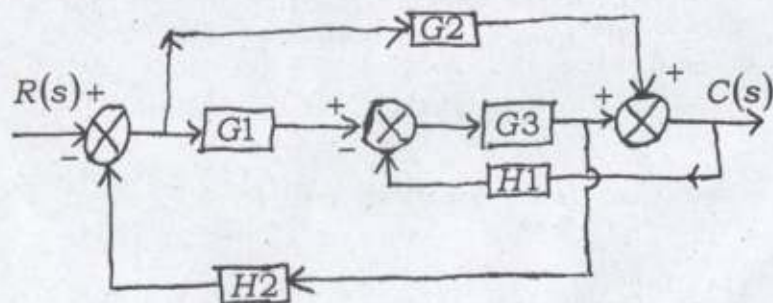 G2
R(s) + + + + C(s)
G1 G3
- -
H1
H2